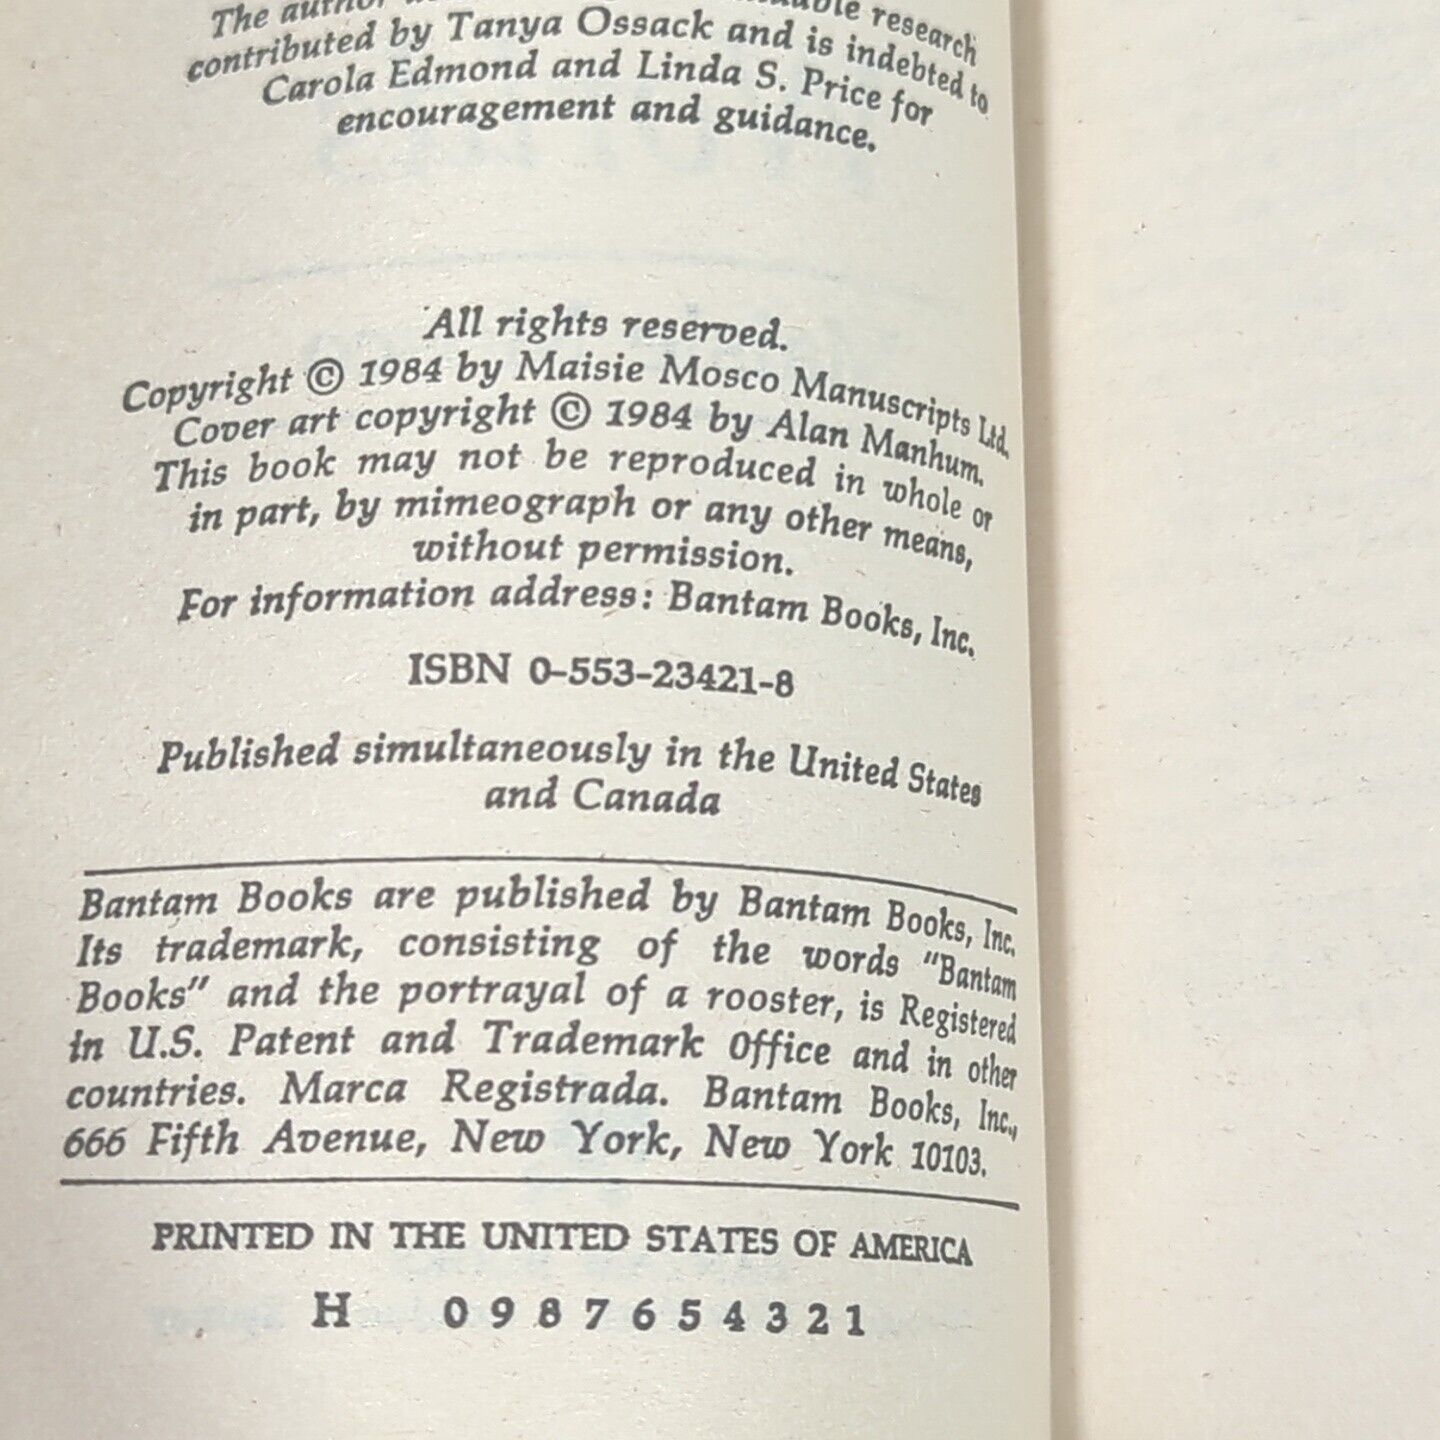 The author research
contributed by Tanya Ossack and is indebted to
Carola Edmond and Linda S. Price for
encouragement and guidance.
All rights reserved.
Copyright © 1984 by Maisie Mosco Manuscripts Ltd.
Cover art copyright © 1984 by Alan Manhum.
This book may not be reproduced in whole or
in part, by mimeograph or any other means,
without permission.
For information address: Bantam Books, Inc.
ISBN 0-553-23421-8
Published simultaneously in the United States
and Canada
Bantam Books are published by Bantam Books, Inc.
Its trademark, consisting of the words "Bantam
Books" and the portrayal of a rooster, is Registered
in U.S. Patent and Trademark Office and in other
countries. Marca Registrada. Bantam Books, Inc.,
666 Fifth Avenue, New York, New York 10103.
PRINTED IN THE UNITED STATES OF AMERICA
H 0 9 8 7 6 5 4 3 2 1